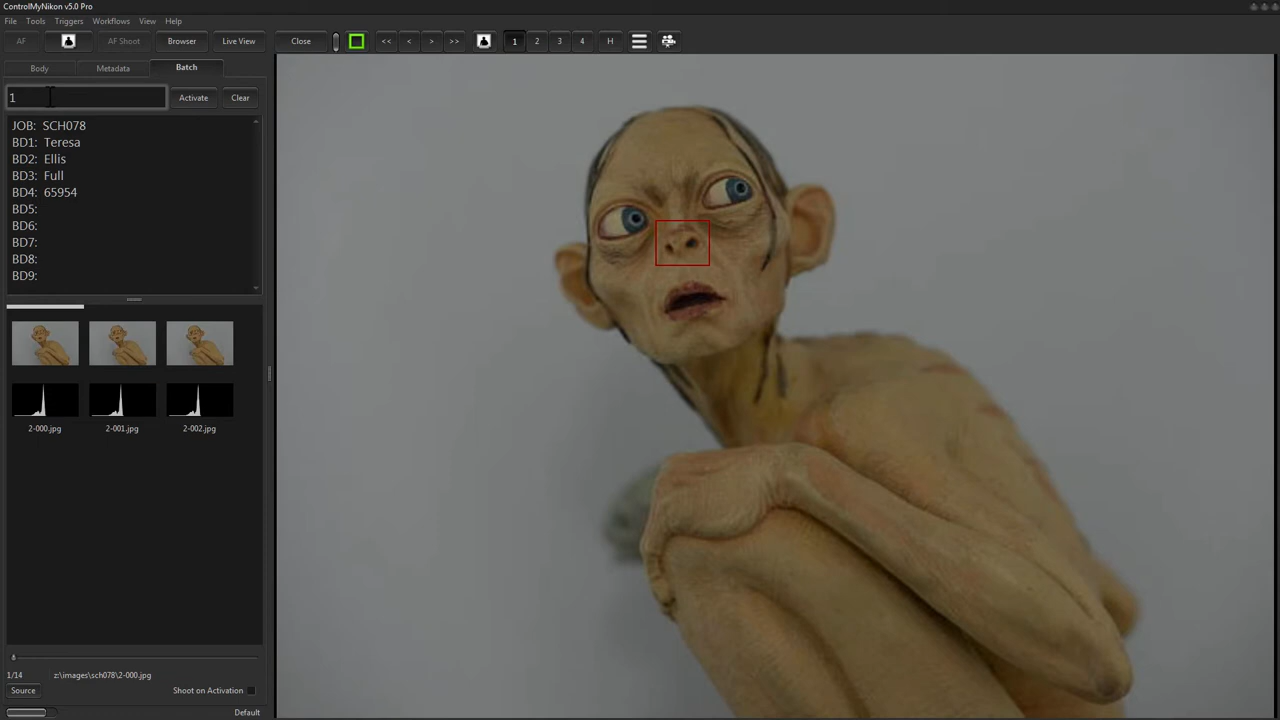 ControlMyNikon v5.0 Pro
File Tools Triggers Workflows View Help
AF AF Shoot Browser Live View Close << < > >> 1 2 3 4 H
Body Metadata Batch
1 Activate Clear
JOB: SCH078
BD1: Teresa
BD2: Ellis
BD3: Full
BD4: 65954
BD5:
BD6:
BD7:
BD8:
BD9:
2-000.jpg 2-001.jpg 2-002.jpg
1/14 z:\images\sch078\2-000.jpg
Source Shoot on Activation
Default